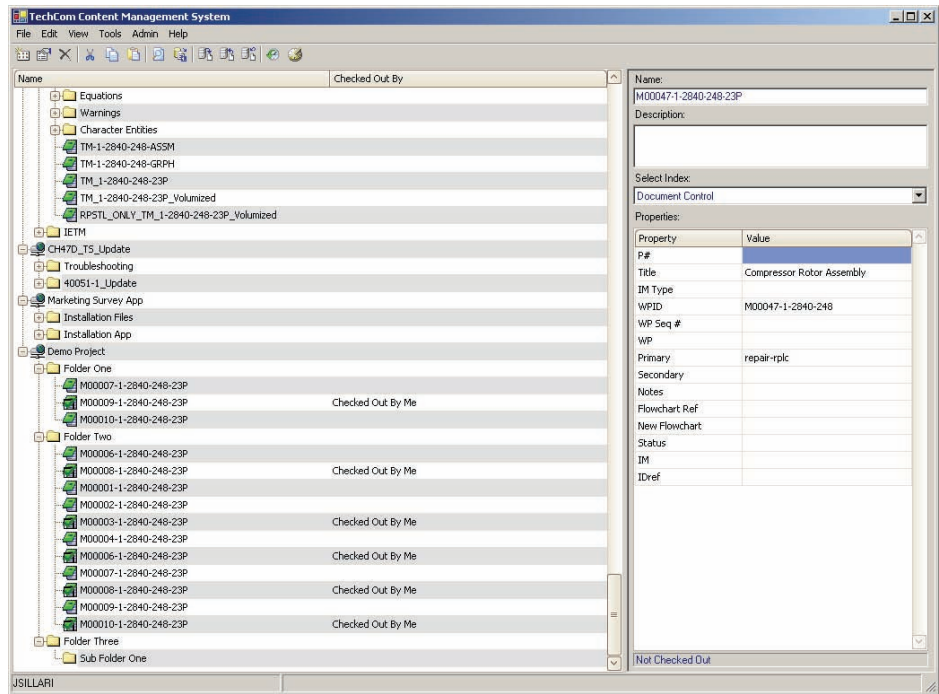 TechCom Content Management System
File Edit View Tools Admin Help
Name Checked Out By
Equations
Warnings
Character Entities
TM-1-2840-248-ASSM
TM-1-2840-248-GRPH
TM_1-2840-248-23P
TM_1-2840-248-23P_Volumized
RPSTL_ONLY_TM_1-2840-248-23P_Volumized
IETM
CH47D_TS_Update
Troubleshooting
40051-1_Update
Marketing Survey App
Installation Files
Installation App
Demo Project
Folder One
M00007-1-2840-248-23P
M00009-1-2840-248-23P Checked Out By Me
M00010-1-2840-248-23P
Folder Two
M00006-1-2840-248-23P
M00008-1-2840-248-23P Checked Out By Me
M00001-1-2840-248-23P
M00002-1-2840-248-23P
M00003-1-2840-248-23P Checked Out By Me
M00004-1-2840-248-23P
M00006-1-2840-248-23P Checked Out By Me
M00007-1-2840-248-23P
M00008-1-2840-248-23P Checked Out By Me
M00009-1-2840-248-23P
M00010-1-2840-248-23P Checked Out By Me
Folder Three
Sub Folder One
Name:
M00047-1-2840-248-23P
Description:
Select Index:
Document Control
Properties:
Property Value
P#
Title Compressor Rotor Assembly
IM Type
WPID M00047-1-2840-248
WP Seq #
WP
Primary repair-rplc
Secondary
Notes
Flowchart Ref
New Flowchart
Status
IM
IDref
Not Checked Out
JSILLARI